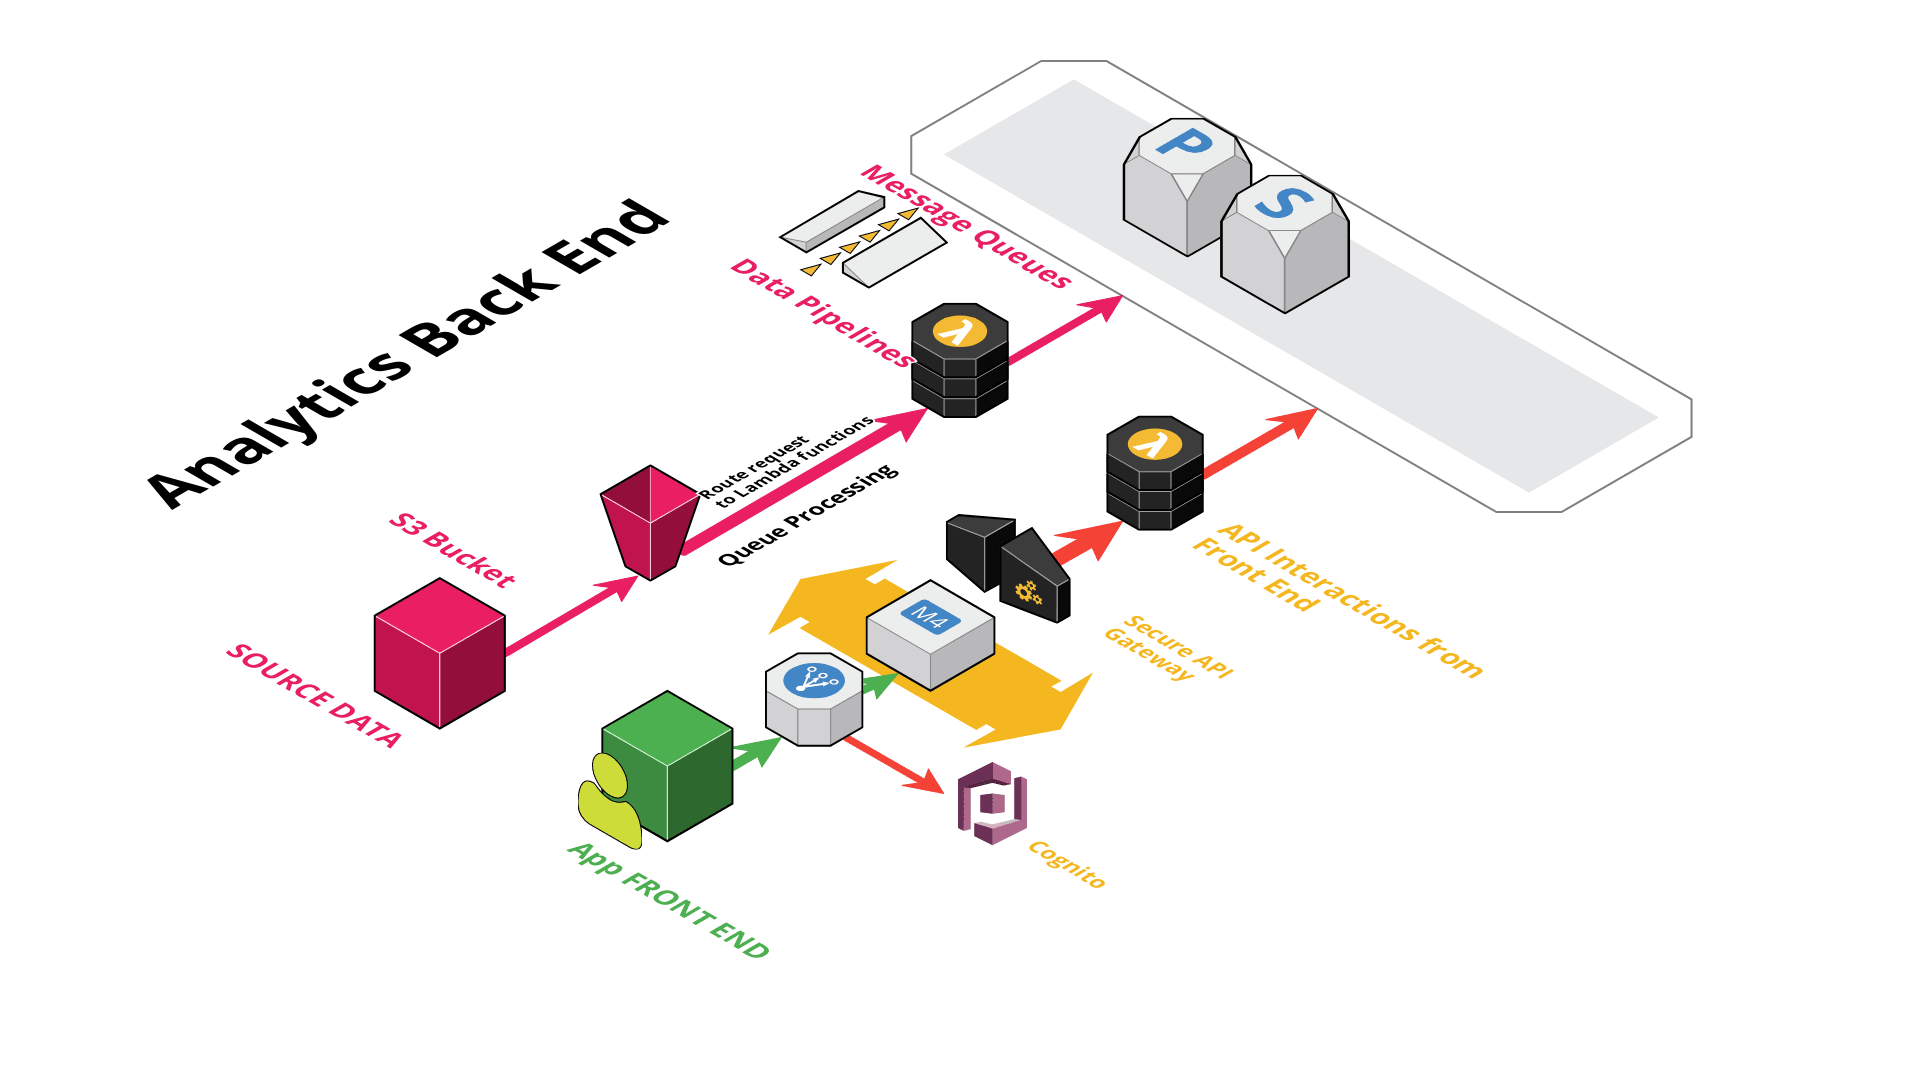 Analytics Back End
Message Queues
Data Pipelines
P
S
λ
Route request
to Lambda functions
Queue Processing
S3 Bucket
SOURCE DATA
λ
API Interactions from
Front End
Secure API
Gateway
M4
Cognito
App FRONT END